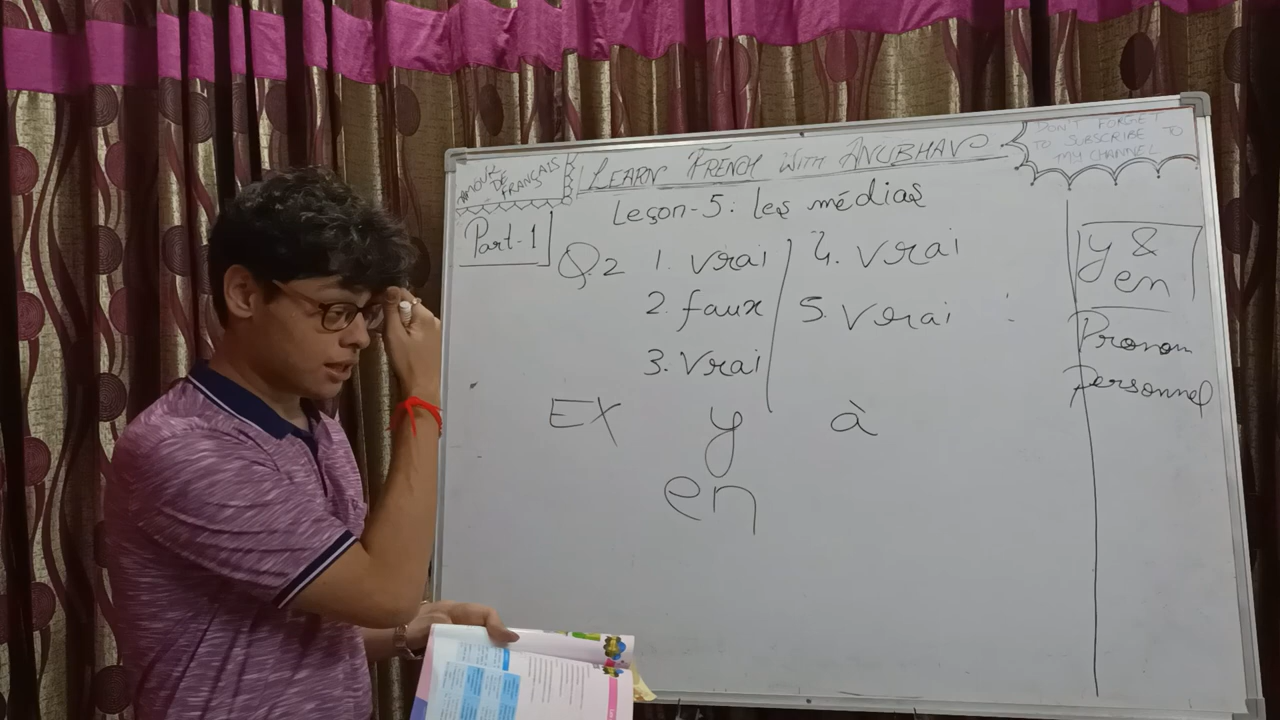 AMOUR
DE
FRANÇAIS
LEARN FRENCH WITH ANUBHAV
DON'T FORGET
TO SUBSCRIBE TO
MY CHANNEL
Leçon-5: les médias
Part-1
Q.2 1. vrai 4. vrai
2. faux 5. vrai
3. vrai
EX y à
en
y &
en
Pronom
personnel